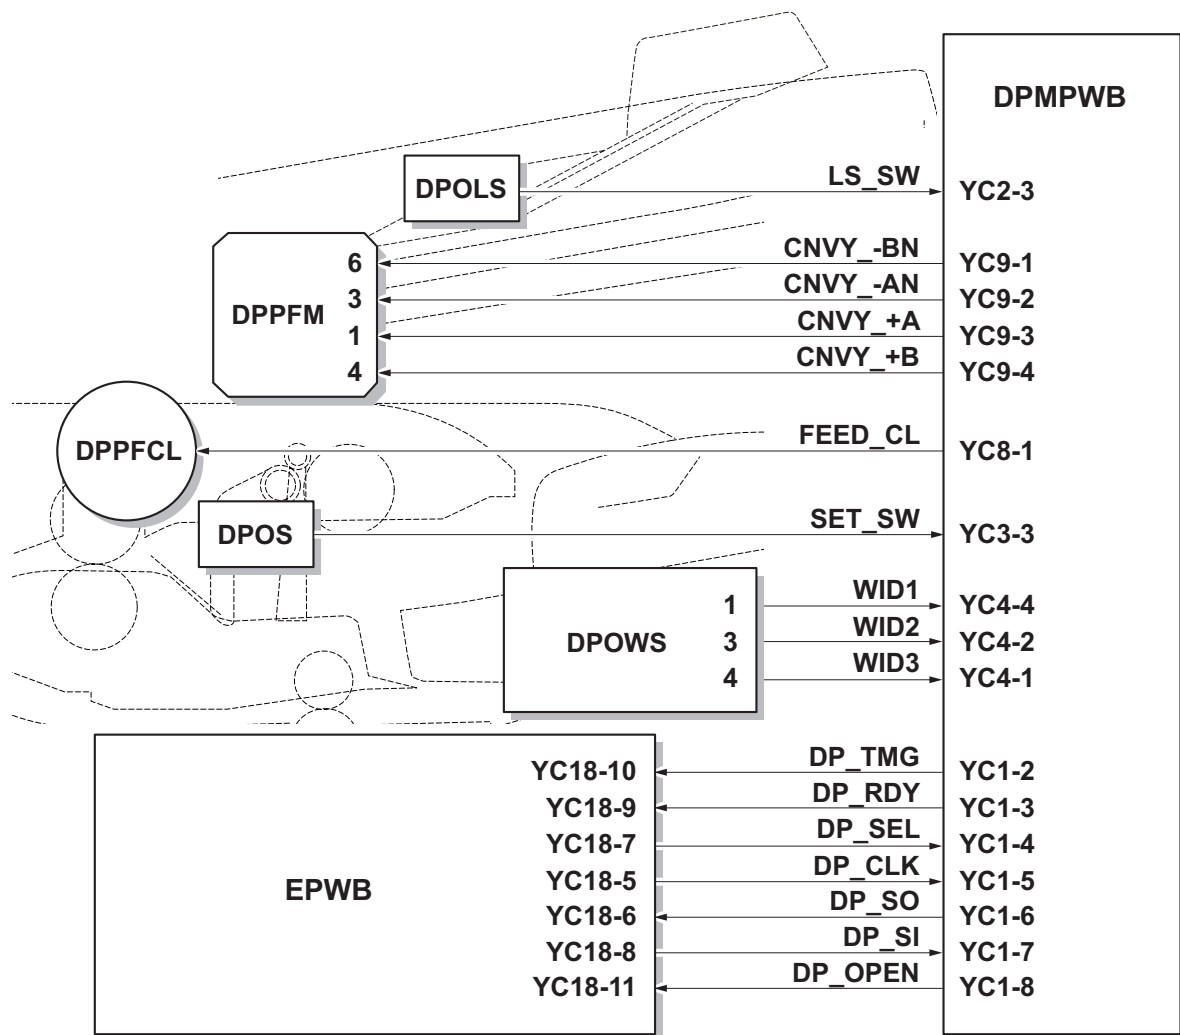 DPMPWB
DPOLS LS_SW YC2-3
DPPFM
6 CNVY_-BN YC9-1
3 CNVY_-AN YC9-2
1 CNVY_+A YC9-3
4 CNVY_+B YC9-4
DPPFCL FEED_CL YC8-1
DPOS SET_SW YC3-3
DPOWS
1 WID1 YC4-4
3 WID2 YC4-2
4 WID3 YC4-1
EPWB
YC18-10 DP_TMG YC1-2
YC18-9 DP_RDY YC1-3
YC18-7 DP_SEL YC1-4
YC18-5 DP_CLK YC1-5
YC18-6 DP_SO YC1-6
YC18-8 DP_SI YC1-7
YC18-11 DP_OPEN YC1-8